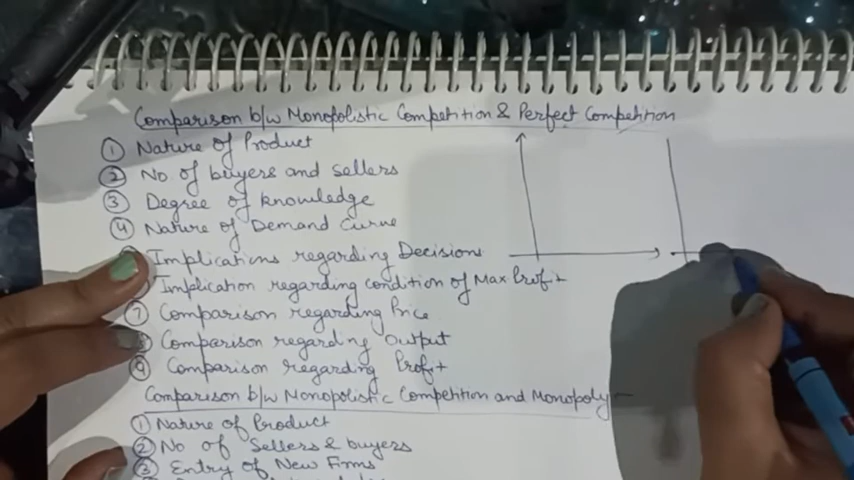 Comparison b/w Monopolistic Competition & Perfect Competition
① Nature of Product
② No. of buyers and sellers
③ Degree of knowledge
④ Nature of Demand Curve
Implications regarding Decisions
Implication regarding condition of Max Profit
⑦ Comparison regarding Price
⑧ Comparison regarding Output
⑨ Comparison regarding Profit
Comparison b/w Monopolistic Competition and Monopoly -
① Nature of Product
② No of Sellers & buyers
③ Entry of New Firms